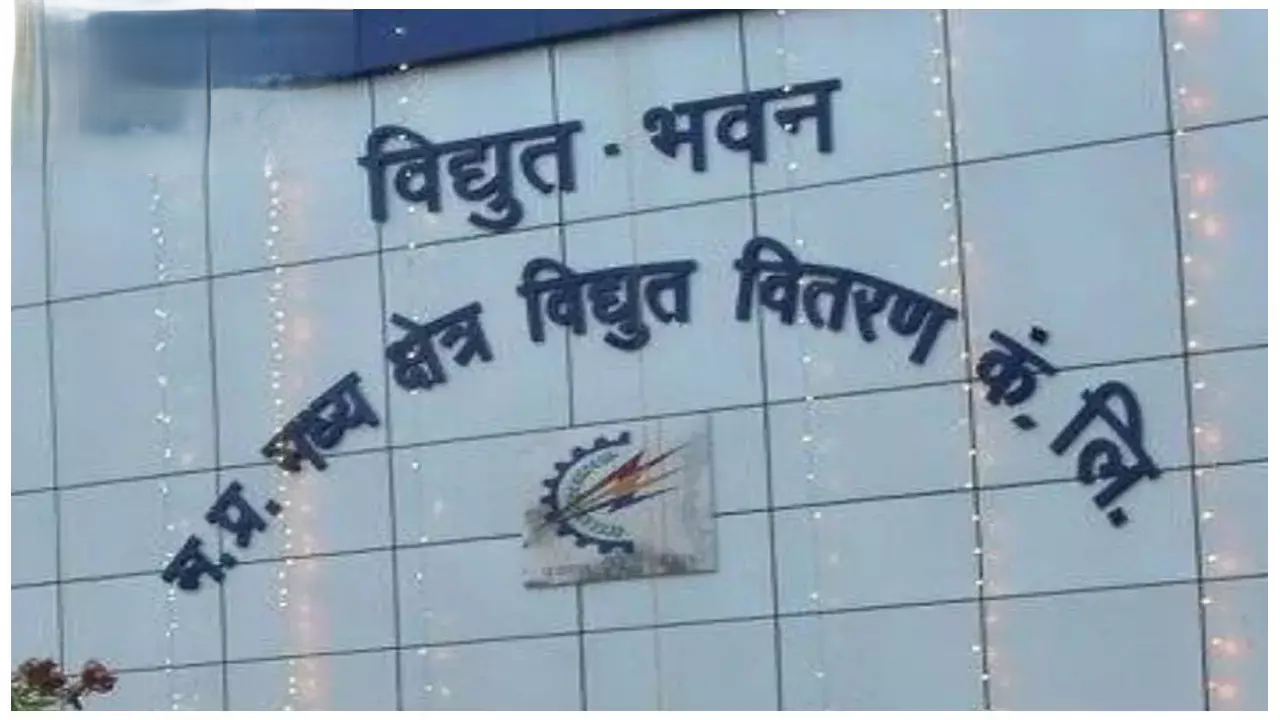 विद्युत - भवन
म.प्र. मध्य क्षेत्र विद्युत वितरण कं. लि.